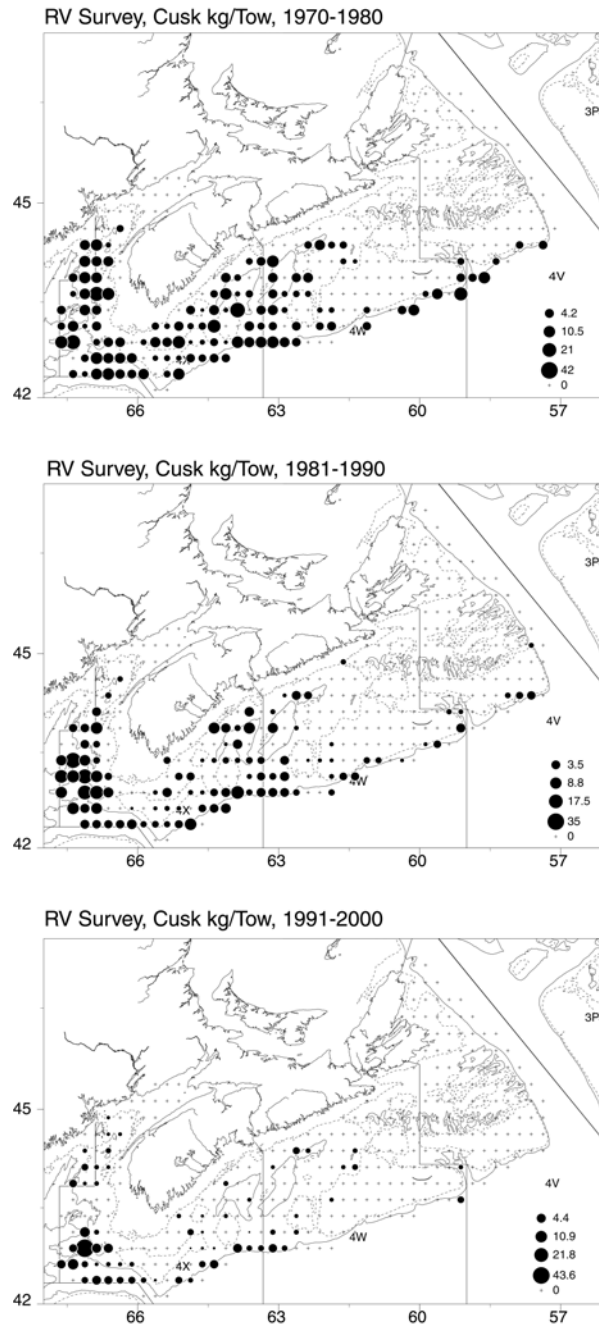 RV Survey, Cusk kg/Tow, 1970-1980
3P
45
4V
4.2
10.5
4W
21
4X
42
0
42
66
63
60
57
RV Survey, Cusk kg/Tow, 1981-1990
3P
45
4V
3.5
4W
8.8
4X
17.5
35
42
0
66
63
60
57
RV Survey, Cusk kg/Tow, 1991-2000
3P
45
4V
4.4
4W
10.9
4X
21.8
43.6
42
0
66
63
60
57